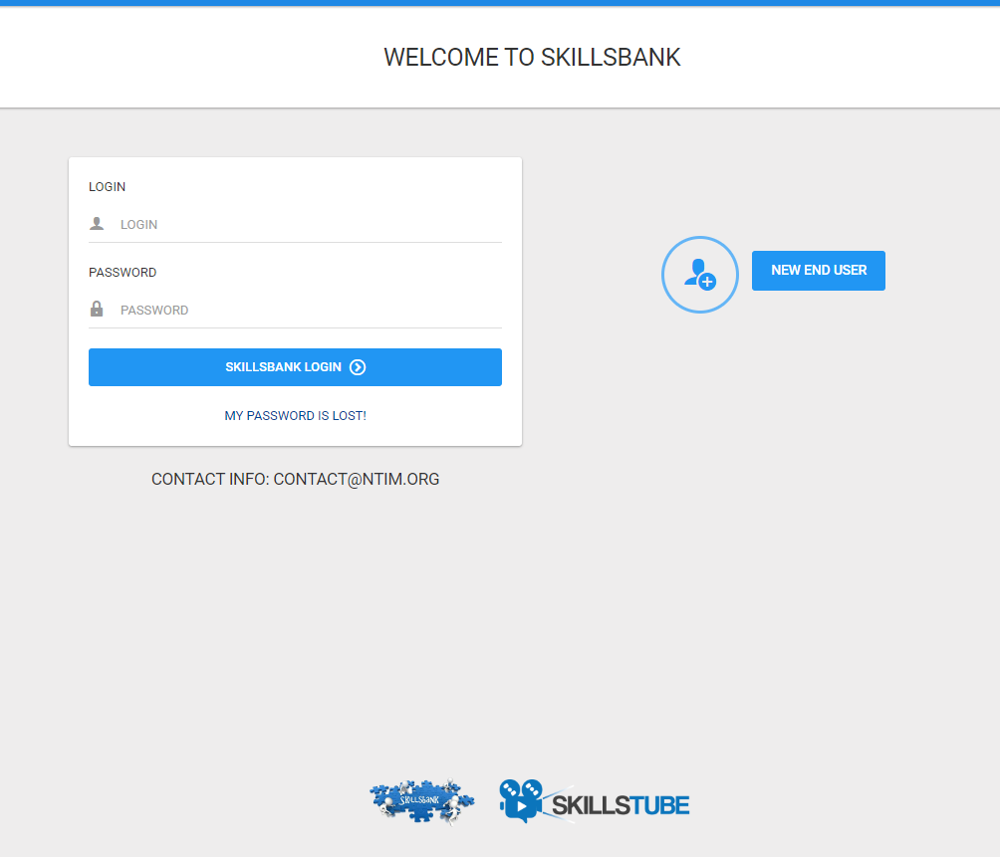 WELCOME TO SKILLSBANK
LOGIN
LOGIN
PASSWORD
PASSWORD
SKILLSBANK LOGIN
MY PASSWORD IS LOST!
CONTACT INFO: CONTACT@NTIM.ORG
NEW END USER
SKILLSBANK
SKILLSTUBE